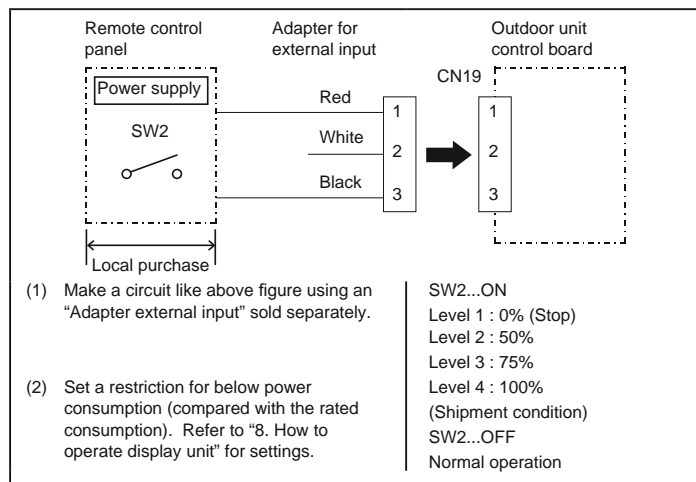 Remote control
panel
Adapter for
external input
Outdoor unit
control board
CN19
Power supply
SW2
Red
White
Black
1
2
3
1
2
3
Local purchase
(1) Make a circuit like above figure using an
“Adapter external input” sold separately.
(2) Set a restriction for below power
consumption (compared with the rated
consumption). Refer to “8. How to
operate display unit” for settings.
SW2...ON
Level 1 : 0% (Stop)
Level 2 : 50%
Level 3 : 75%
Level 4 : 100%
(Shipment condition)
SW2...OFF
Normal operation